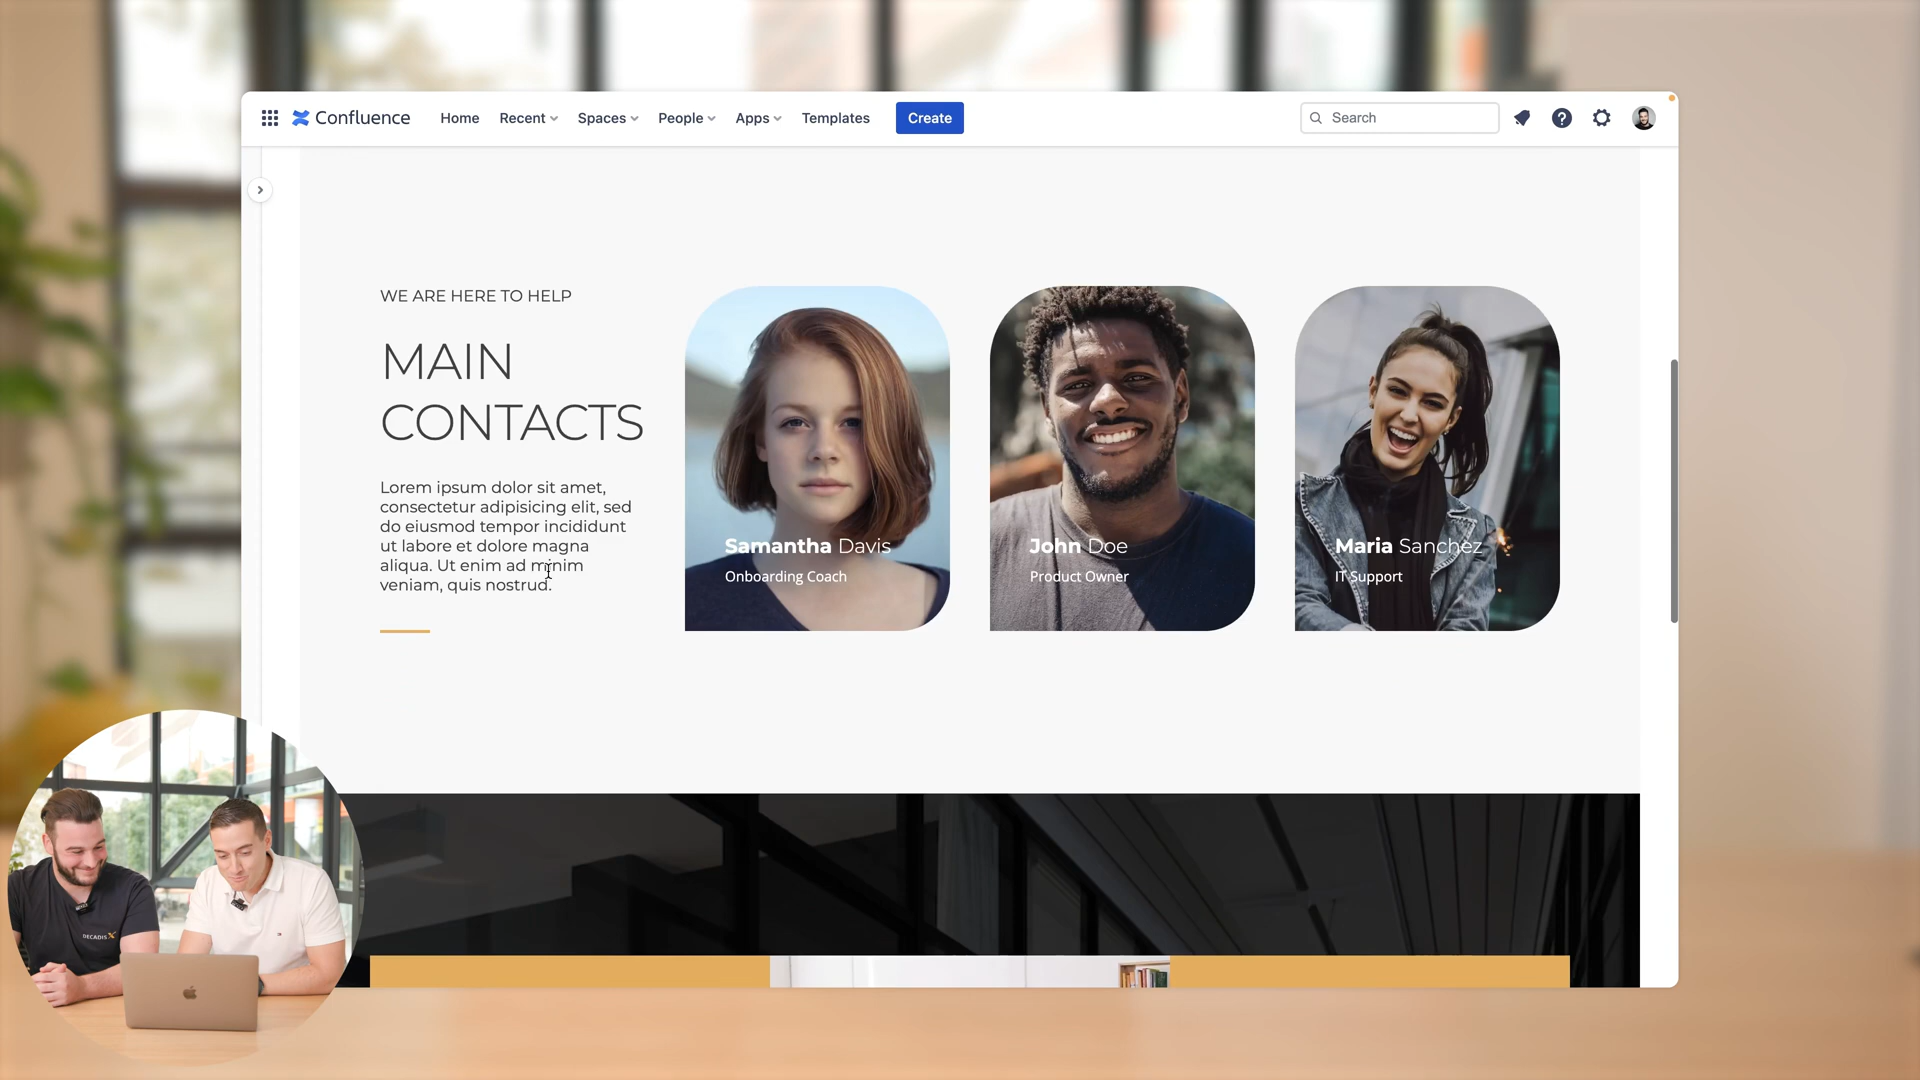 Confluence
Home Recent Spaces People Apps Templates Create Search
WE ARE HERE TO HELP
MAIN
CONTACTS
Lorem ipsum dolor sit amet,
consectetur adipisicing elit, sed
do eiusmod tempor incididunt
ut labore et dolore magna
aliqua. Ut enim ad minim
veniam, quis nostrud.
Samantha Davis
Onboarding Coach
John Doe
Product Owner
Maria Sanchez
IT Support
DECADIS